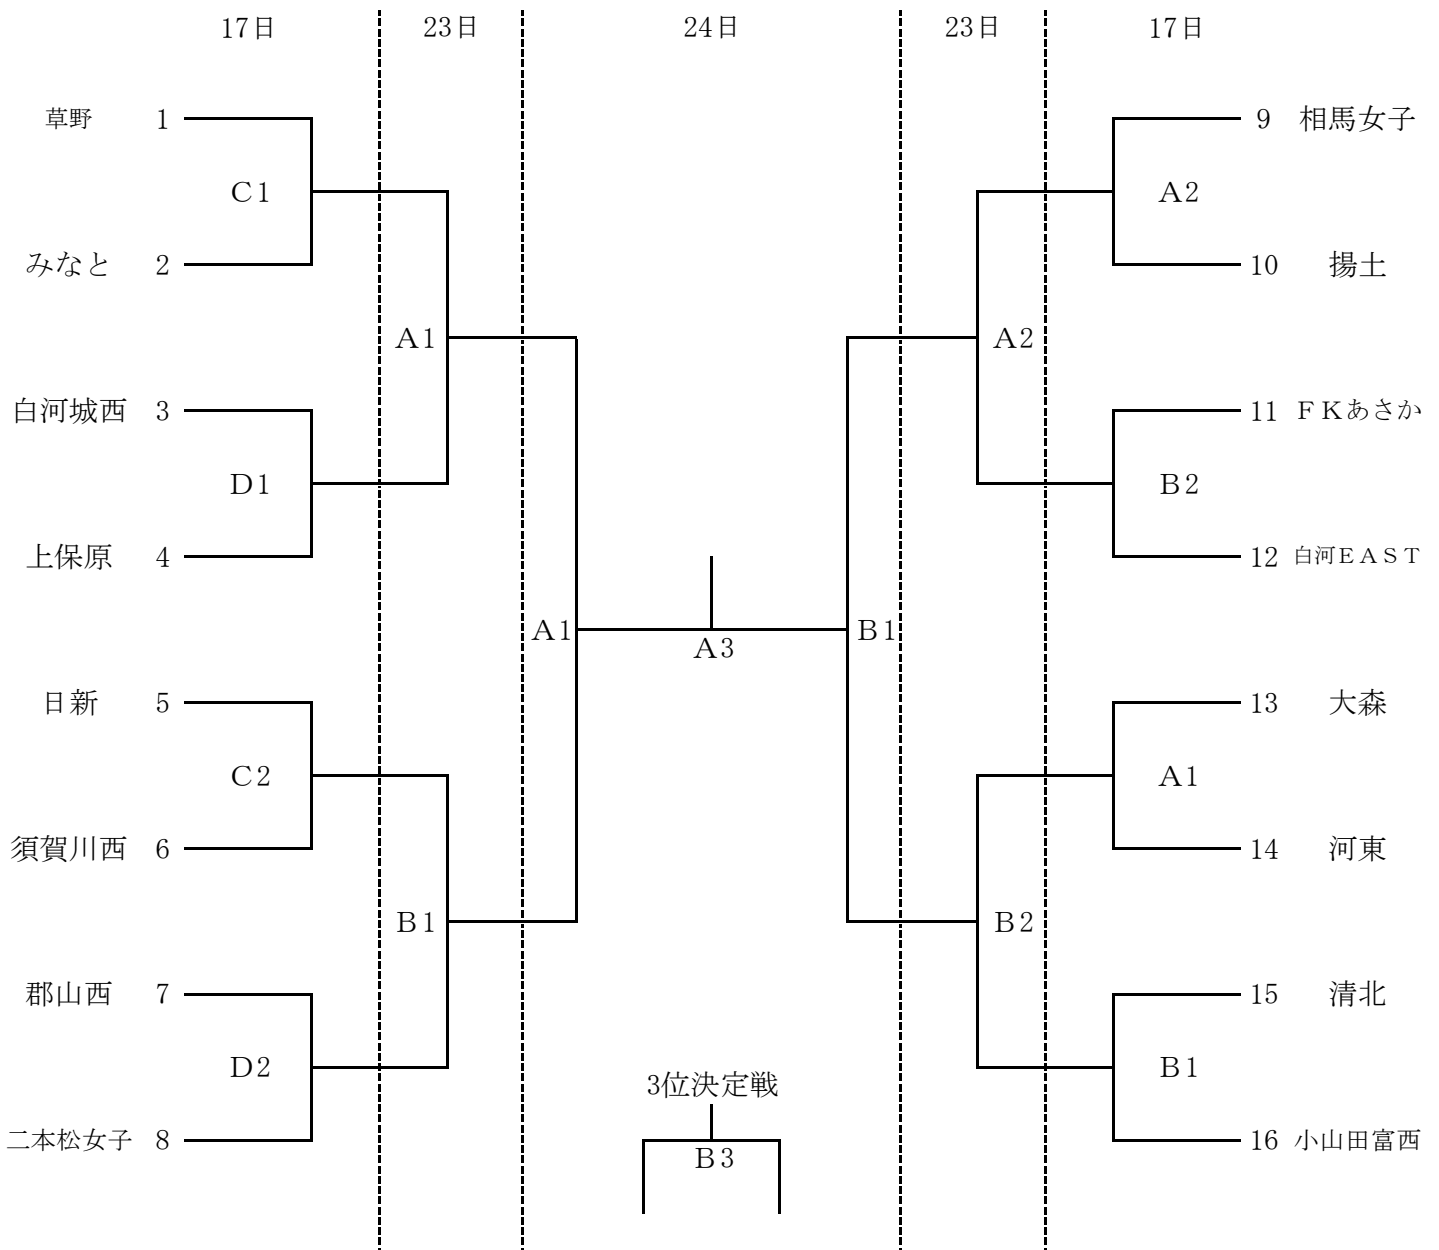 17日 23日 24日 23日 17日
草野 1 9 相馬女子
C1 A2
みなと 2 10 揚土
A1 A2
白河城西 3 11 ＦＫあさか
D1 B2
上保原 4 12 白河ＥＡＳＴ
A1 B1
A3
日新 5 13 大森
C2 A1
須賀川西 6 14 河東
B1 B2
郡山西 7 15 清北
D2 B1
3位決定戦
二本松女子 8 16 小山田富西
B3